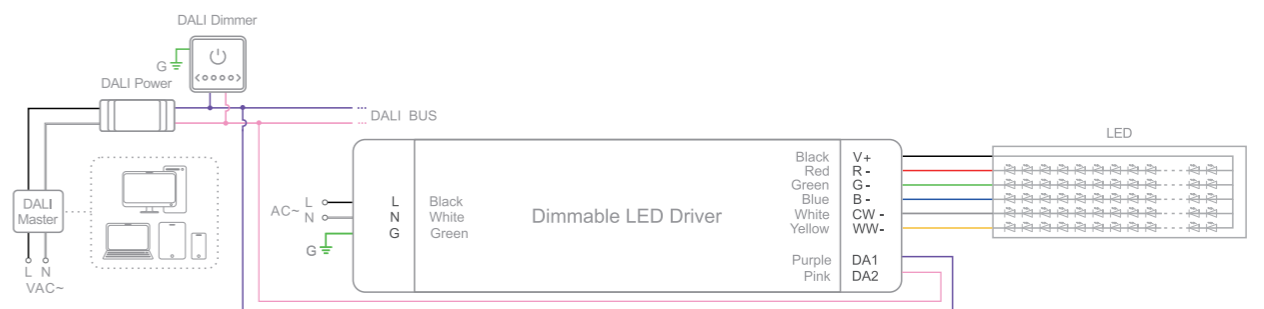 DALI Dimmer
G
DALI Power
... DALI BUS
DALI
Master
L N
VAC~
AC~
L
N
G
L Black
N White
G Green
Dimmable LED Driver
Black V+
Red R-
Green G-
Blue B-
White CW-
Yellow WW-
Purple DA1
Pink DA2
LED